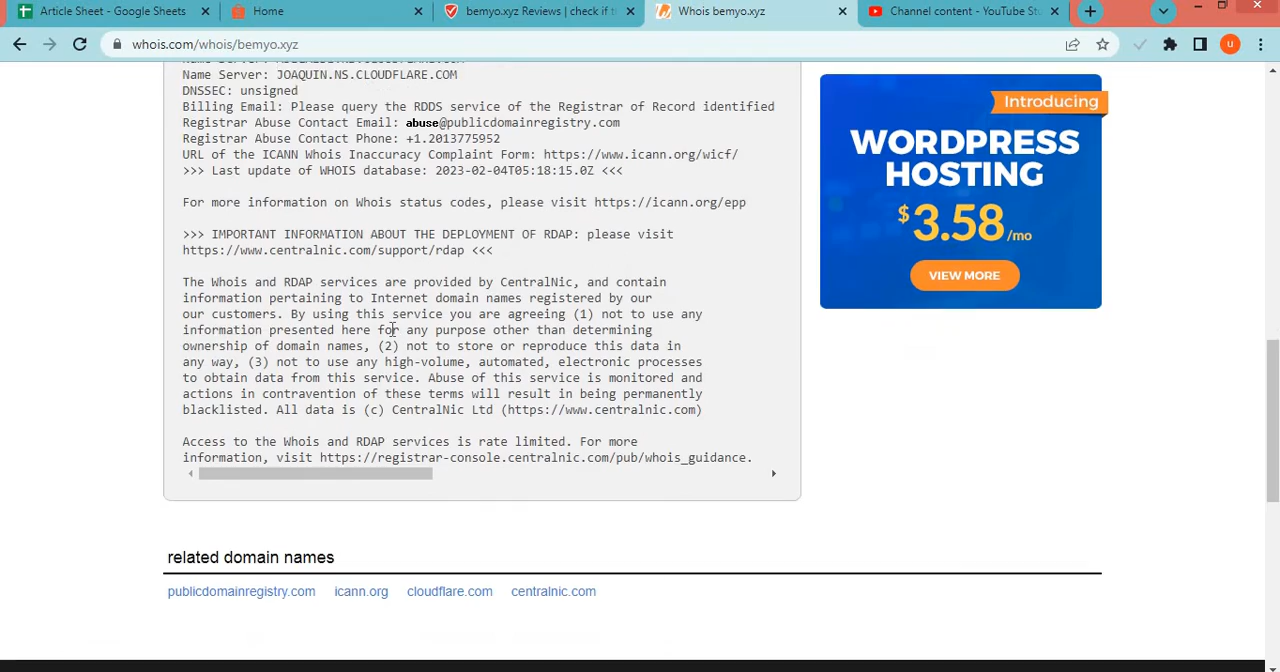 Article Sheet - Google Sheets
Home
bemyo.xyz Reviews | check if t
Whois bemyo.xyz
Channel content - YouTube St
whois.com/whois/bemyo.xyz
u
Name Server: JOAQUIN.NS.CLOUDFLARE.COM
DNSSEC: unsigned
Billing Email: Please query the RDDS service of the Registrar of Record identified
Registrar Abuse Contact Email: abuse@publicdomainregistry.com
Registrar Abuse Contact Phone: +1.2013775952
URL of the ICANN Whois Inaccuracy Complaint Form: https://www.icann.org/wicf/
>>> Last update of WHOIS database: 2023-02-04T05:18:15.0Z <<<
For more information on Whois status codes, please visit https://icann.org/epp
>>> IMPORTANT INFORMATION ABOUT THE DEPLOYMENT OF RDAP: please visit
https://www.centralnic.com/support/rdap <<<
The Whois and RDAP services are provided by CentralNic, and contain
information pertaining to Internet domain names registered by our
our customers. By using this service you are agreeing (1) not to use any
information presented here for any purpose other than determining
ownership of domain names, (2) not to store or reproduce this data in
any way, (3) not to use any high-volume, automated, electronic processes
to obtain data from this service. Abuse of this service is monitored and
actions in contravention of these terms will result in being permanently
blacklisted. All data is (c) CentralNic Ltd (https://www.centralnic.com)
Access to the Whois and RDAP services is rate limited. For more
information, visit https://registrar-console.centralnic.com/pub/whois_guidance.
Introducing
WORDPRESS
HOSTING
$3.58/mo
VIEW MORE
related domain names
publicdomainregistry.com icann.org cloudflare.com centralnic.com